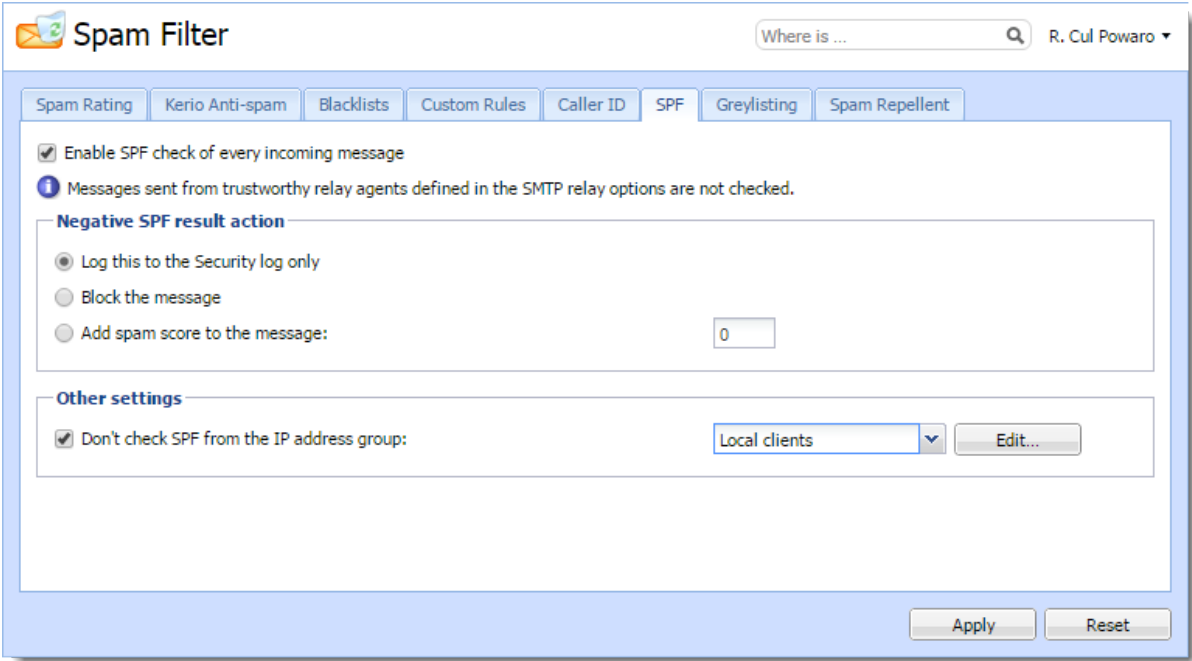 Spam Filter
Where is ...
R. Cul Powaro
Spam Rating
Kerio Anti-spam
Blacklists
Custom Rules
Caller ID
SPF
Greylisting
Spam Repellent
Enable SPF check of every incoming message
Messages sent from trustworthy relay agents defined in the SMTP relay options are not checked.
Negative SPF result action
Log this to the Security log only
Block the message
Add spam score to the message:
0
Other settings
Don't check SPF from the IP address group:
Local clients
Edit...
Apply
Reset